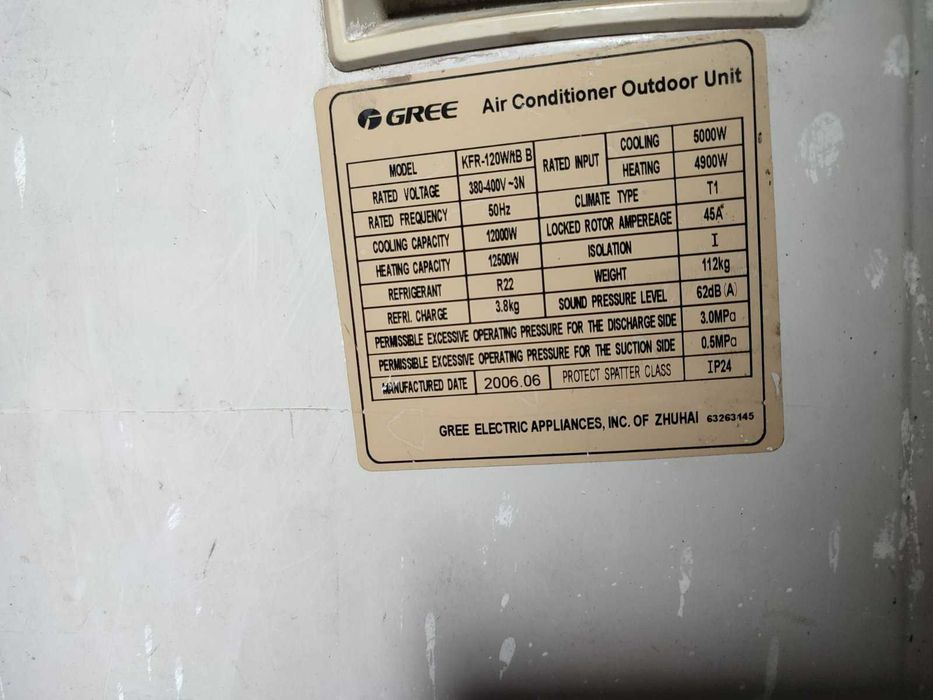 GREE Air Conditioner Outdoor Unit
MODEL KFR-120W/tB B RATED INPUT COOLING 5000W
HEATING 4900W
RATED VOLTAGE 380-400V~3N CLIMATE TYPE T1
RATED FREQUENCY 50Hz LOCKED ROTOR AMPEREAGE 45A
COOLING CAPACITY 12000W ISOLATION I
HEATING CAPACITY 12500W WEIGHT 112kg
REFRIGERANT R22 SOUND PRESSURE LEVEL 62dB(A)
REFRI. CHARGE 3.8kg
PERMISSIBLE EXCESSIVE OPERATING PRESSURE FOR THE DISCHARGE SIDE 3.0MPa
PERMISSIBLE EXCESSIVE OPERATING PRESSURE FOR THE SUCTION SIDE 0.5MPa
MANUFACTURED DATE 2006.06 PROTECT SPATTER CLASS IP24
GREE ELECTRIC APPLIANCES, INC. OF ZHUHAI 63263145